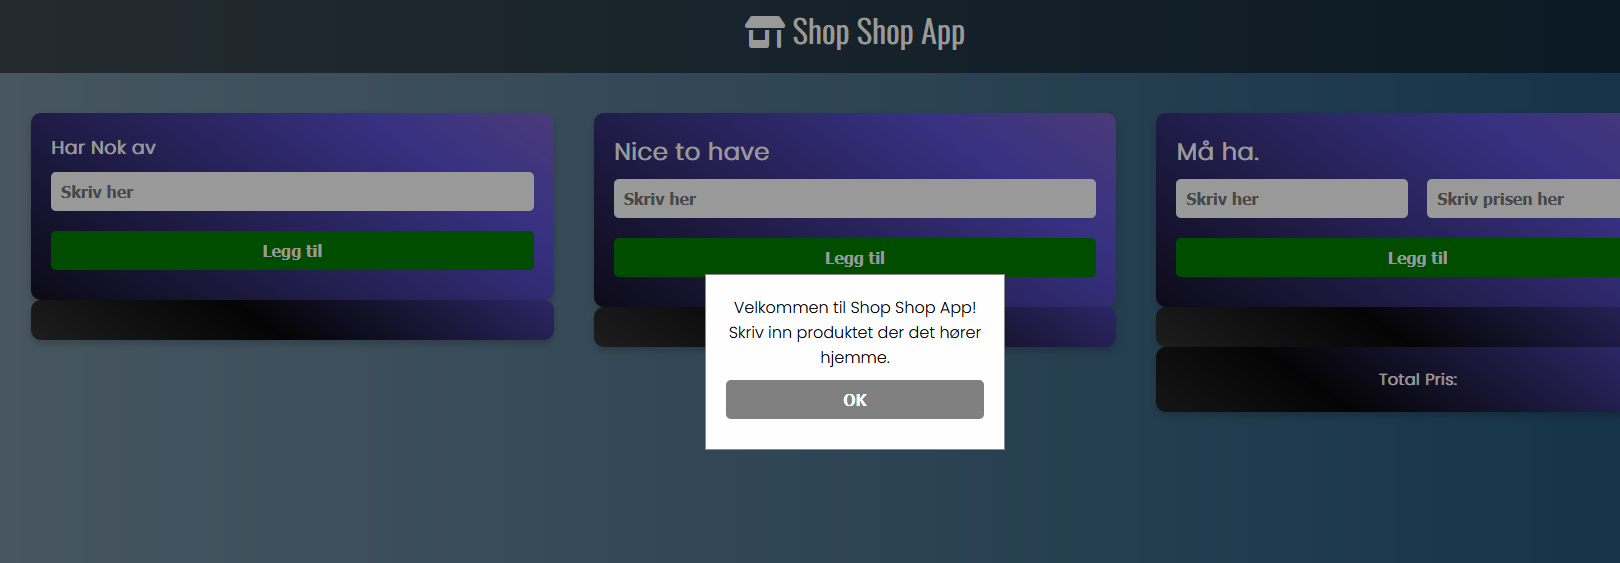 Shop Shop App
Har Nok av
Skriv her
Legg til
Nice to have
Skriv her
Legg til
Må ha.
Skriv her
Skriv prisen her
Legg til
Total Pris:
Velkommen til Shop Shop App!
Skriv inn produktet der det hører
hjemme.
OK